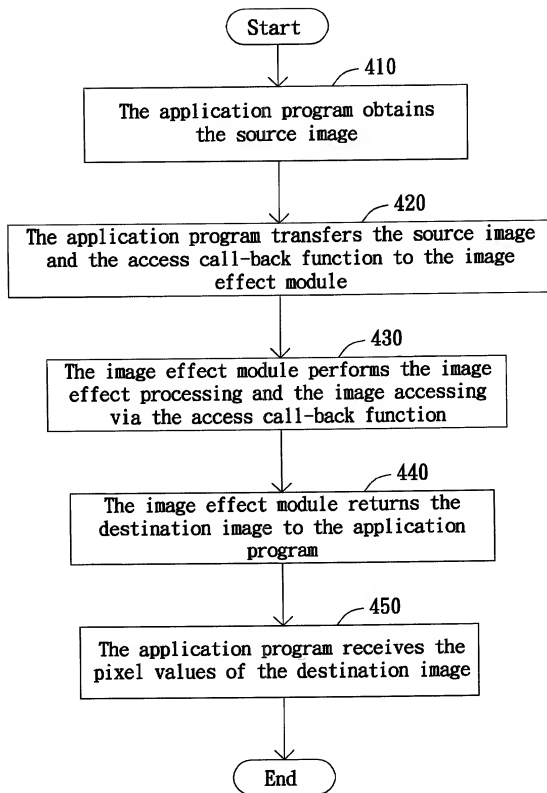 Start
410
The application program obtains
the source image
420
The application program transfers the source image
and the access call-back function to the image
effect module
430
The image effect module performs the image
effect processing and the image accessing
via the access call-back function
440
The image effect module returns the
destination image to the application
program
450
The application program receives the
pixel values of the destination image
End